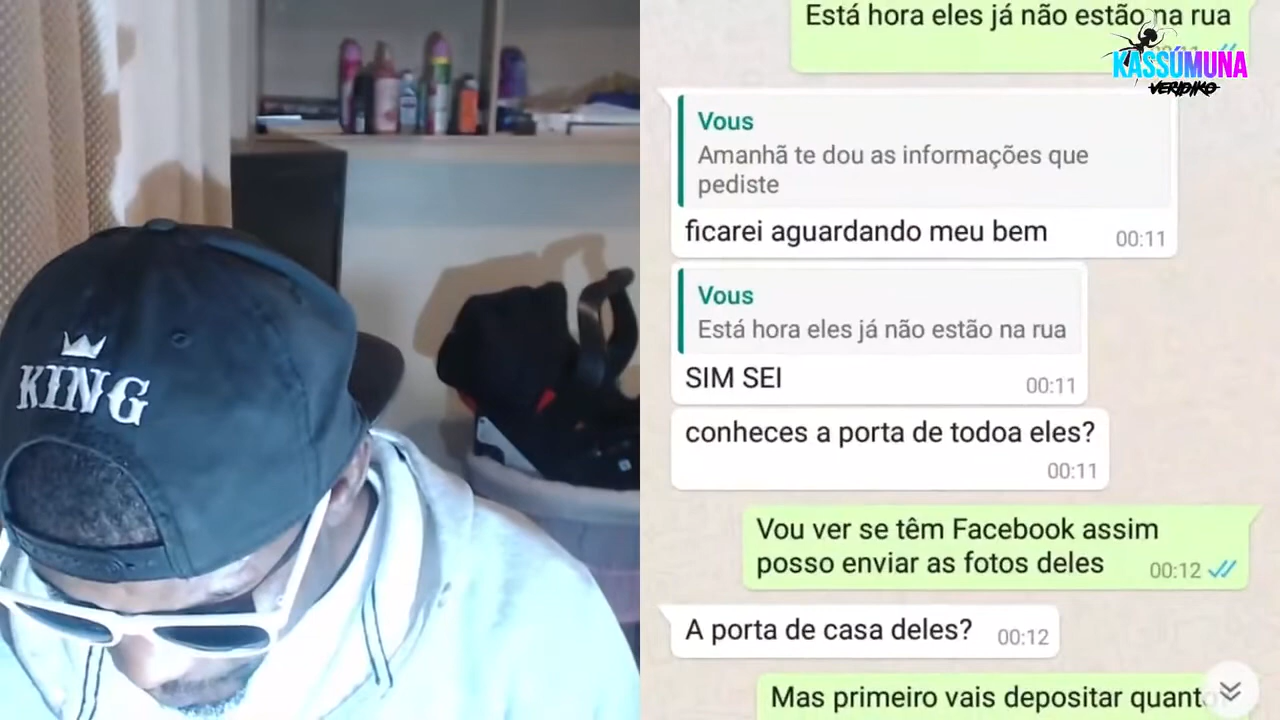 Está hora eles já não estão na rua
KASSÚMUNA
VERIDIKO
Vous
Amanhã te dou as informações que
pediste
ficarei aguardando meu bem
00:11
Vous
Está hora eles já não estão na rua
SIM SEI
00:11
conheces a porta de todoa eles?
00:11
KING
Vou ver se têm Facebook assim
posso enviar as fotos deles
00:12
A porta de casa deles?
00:12
Mas primeiro vais depositar quanto